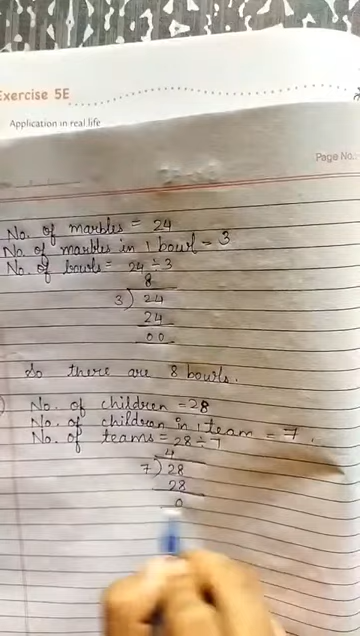 Exercise 5E
Application in real life
Page No.:
No. of marbles = 24
No. of marbles in 1 bowl = 3
No. of bowls = 24 ÷ 3
8
3 ) 24
24
00
So there are 8 bowls.
) No. of children = 28
No. of children in 1 team = 7.
No. of teams = 28 ÷ 7
4
7 ) 28
28
0